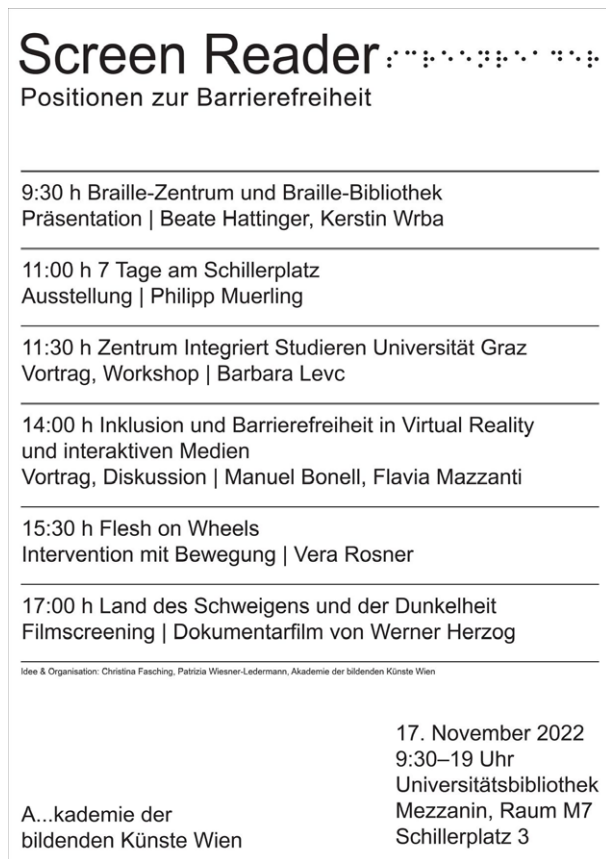 Screen Reader ⠎⠉⠗⠑⠑⠝⠗⠑⠁⠙⠑⠗
Positionen zur Barrierefreiheit
9:30 h Braille-Zentrum und Braille-Bibliothek
Präsentation | Beate Hattinger, Kerstin Wrba
11:00 h 7 Tage am Schillerplatz
Ausstellung | Philipp Muerling
11:30 h Zentrum Integriert Studieren Universität Graz
Vortrag, Workshop | Barbara Levc
14:00 h Inklusion und Barrierefreiheit in Virtual Reality
und interaktiven Medien
Vortrag, Diskussion | Manuel Bonell, Flavia Mazzanti
15:30 h Flesh on Wheels
Intervention mit Bewegung | Vera Rosner
17:00 h Land des Schweigens und der Dunkelheit
Filmscreening | Dokumentarfilm von Werner Herzog
Idee & Organisation: Christina Fasching, Patrizia Wiesner-Ledermann, Akademie der bildenden Künste Wien
17. November 2022
9:30–19 Uhr
Universitätsbibliothek
Mezzanin, Raum M7
Schillerplatz 3
A...kademie der
bildenden Künste Wien